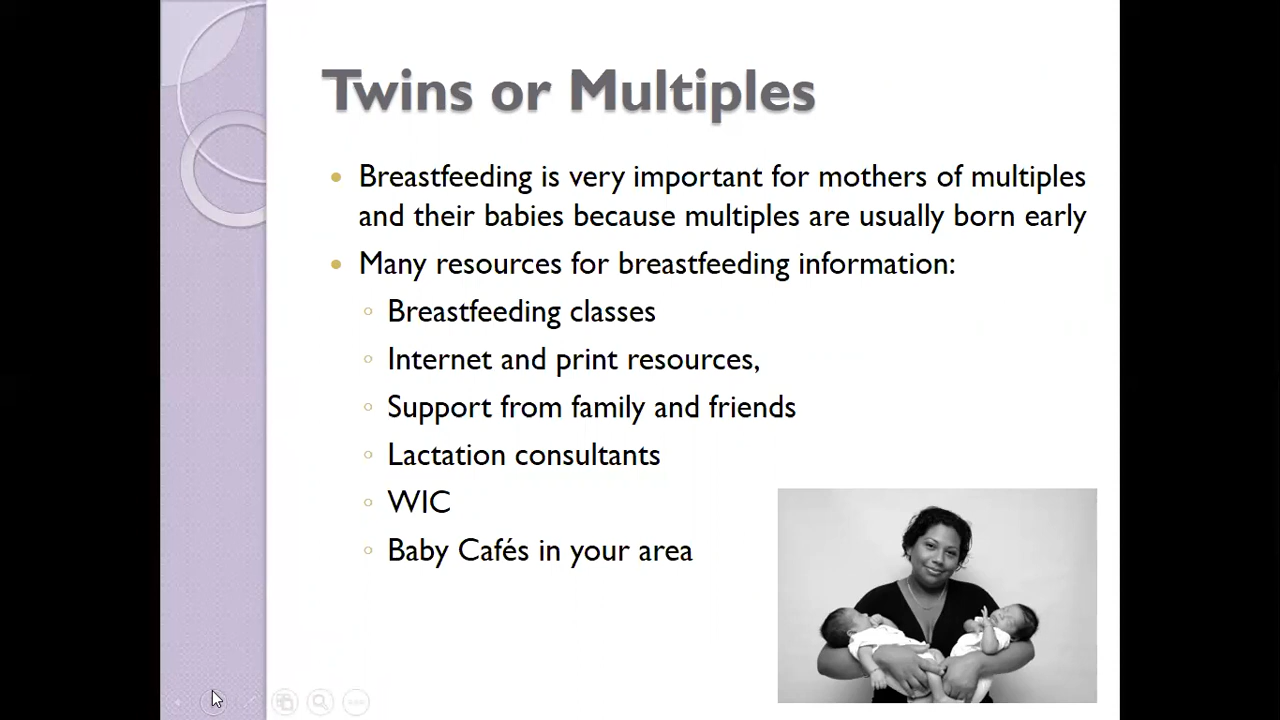 Twins or Multiples
Breastfeeding is very important for mothers of multiples
and their babies because multiples are usually born early
Many resources for breastfeeding information:
Breastfeeding classes
Internet and print resources,
Support from family and friends
Lactation consultants
WIC
Baby Cafés in your area